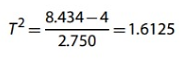 T² = 8.434 − 4 / 2.750 = 1.6125